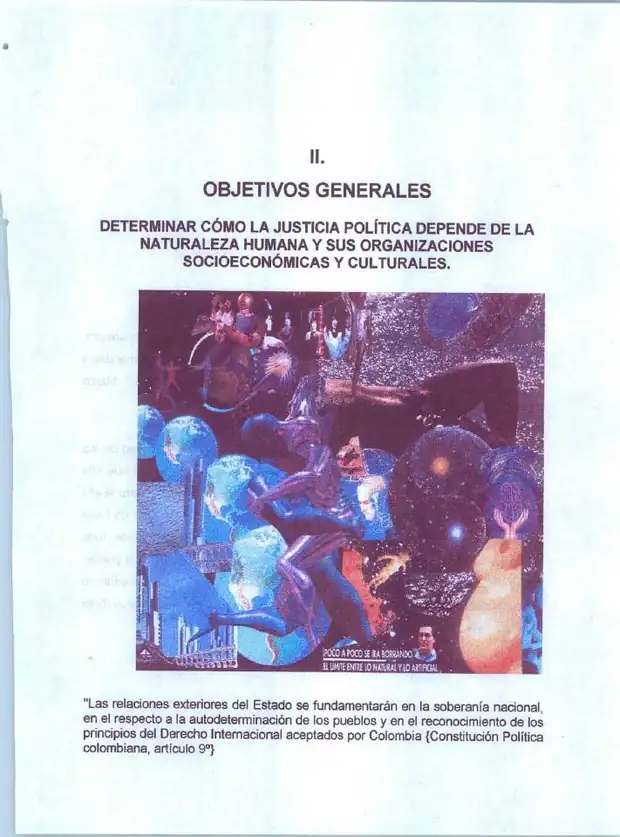 II.
OBJETIVOS GENERALES
DETERMINAR CÓMO LA JUSTICIA POLÍTICA DEPENDE DE LA
NATURALEZA HUMANA Y SUS ORGANIZACIONES
SOCIOECONÓMICAS Y CULTURALES.
POCO A POCO SE IRA BORRANDO
EL LIMITE ENTRE LO NATURAL Y LO ARTIFICIAL
"Las relaciones exteriores del Estado se fundamentarán en la soberanía nacional,
en el respecto a la autodeterminación de los pueblos y en el reconocimiento de los
principios del Derecho Internacional aceptados por Colombia {Constitución Política
colombiana, artículo 9º}